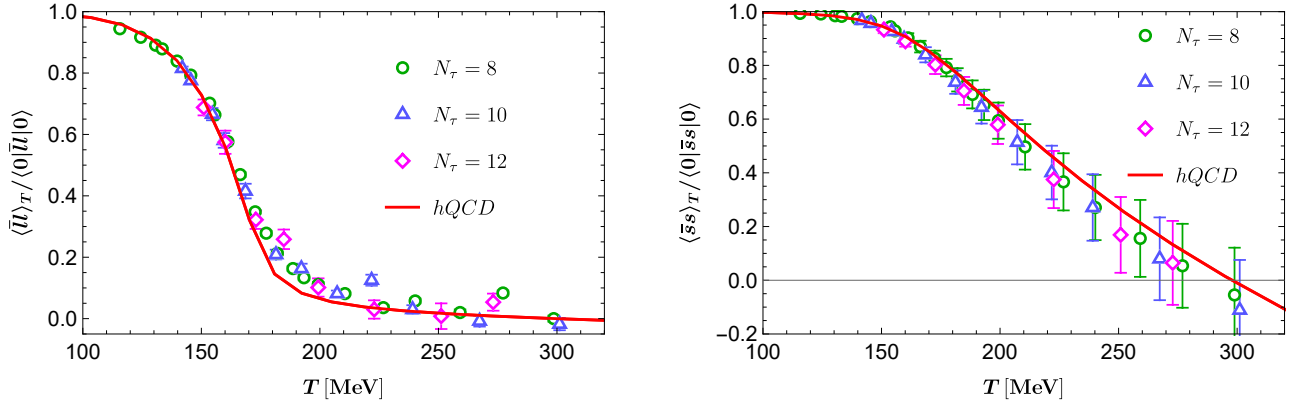 ⟨l̄l⟩_T/⟨0|l̄l|0⟩
1.0
0.8
0.6
0.4
0.2
0.0
100
150
200
250
300
T [MeV]
N_τ = 8
N_τ = 10
N_τ = 12
hQCD
⟨s̄s⟩_T/⟨0|s̄s|0⟩
1.0
0.8
0.6
0.4
0.2
0.0
-0.2
100
150
200
250
300
T [MeV]
N_τ = 8
N_τ = 10
N_τ = 12
hQCD